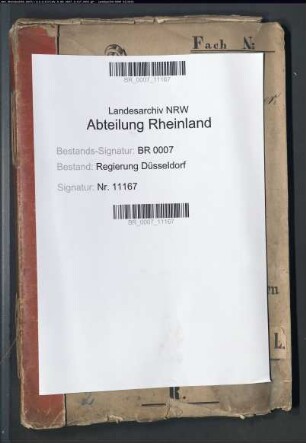 Fach N:
BR_0007_11167
Landesarchiv NRW
Abteilung Rheinland
Bestands-Signatur: BR 0007
Bestand: Regierung Düsseldorf
Signatur: Nr. 11167
BR_0007_11167
L.
R.